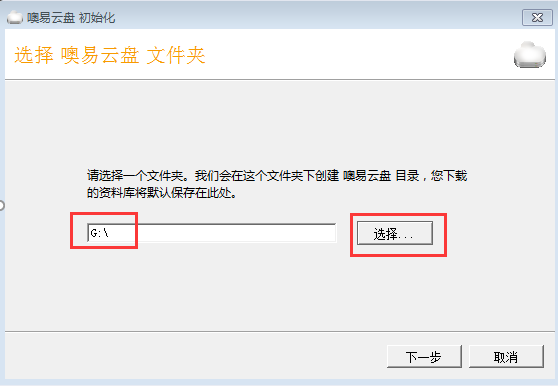 噢易云盘 初始化
选择 噢易云盘 文件夹
请选择一个文件夹。我们会在这个文件夹下创建 噢易云盘 目录，您下载
的资料库将默认保存在此处。
G:\
选择...
下一步
取消